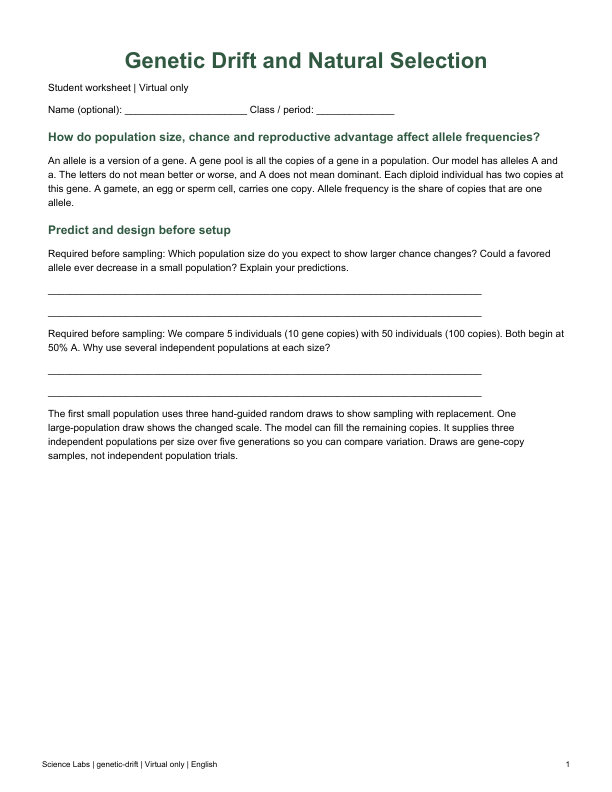 Genetic Drift and Natural Selection
Student worksheet | Virtual only
Name (optional): ______________________ Class / period: ______________
How do population size, chance and reproductive advantage affect allele frequencies?
An allele is a version of a gene. A gene pool is all the copies of a gene in a population. Our model has alleles A and
a. The letters do not mean better or worse, and A does not mean dominant. Each diploid individual has two copies at
this gene. A gamete, an egg or sperm cell, carries one copy. Allele frequency is the share of copies that are one
allele.
Predict and design before setup
Required before sampling: Which population size do you expect to show larger chance changes? Could a favored
allele ever decrease in a small population? Explain your predictions.
Required before sampling: We compare 5 individuals (10 gene copies) with 50 individuals (100 copies). Both begin at
50% A. Why use several independent populations at each size?
The first small population uses three hand-guided random draws to show sampling with replacement. One
large-population draw shows the changed scale. The model can fill the remaining copies. It supplies three
independent populations per size over five generations so you can compare variation. Draws are gene-copy
samples, not independent population trials.
Science Labs | genetic-drift | Virtual only | English
1